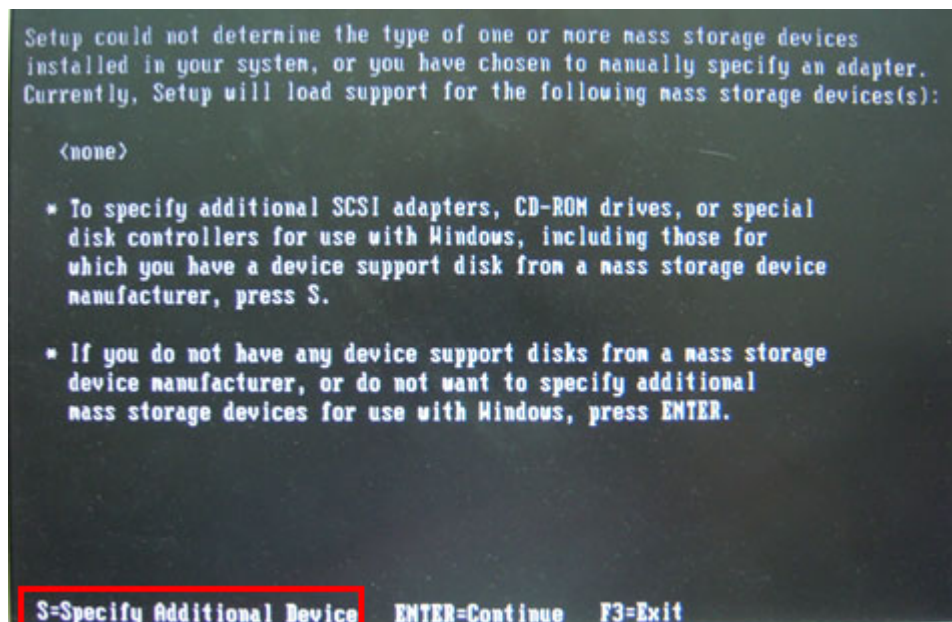 Setup could not determine the type of one or more mass storage devices
installed in your system, or you have chosen to manually specify an adapter.
Currently, Setup will load support for the following mass storage devices(s):
<none>
* To specify additional SCSI adapters, CD-ROM drives, or special
disk controllers for use with Windows, including those for
which you have a device support disk from a mass storage device
manufacturer, press S.
* If you do not have any device support disks from a mass storage
device manufacturer, or do not want to specify additional
mass storage devices for use with Windows, press ENTER.
S=Specify Additional Device ENTER=Continue F3=Exit